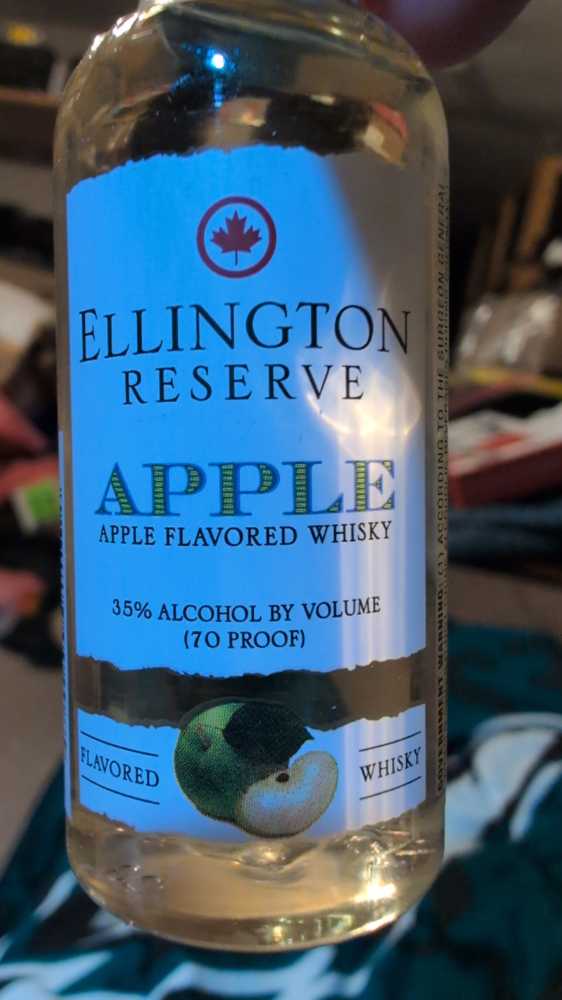 ELLINGTON
RESERVE
APPLE
APPLE FLAVORED WHISKY
35% ALCOHOL BY VOLUME
(70 PROOF)
FLAVORED
WHISKY
GOVERNMENT WARNING: (1) ACCORDING TO THE SURGEON GENERAL